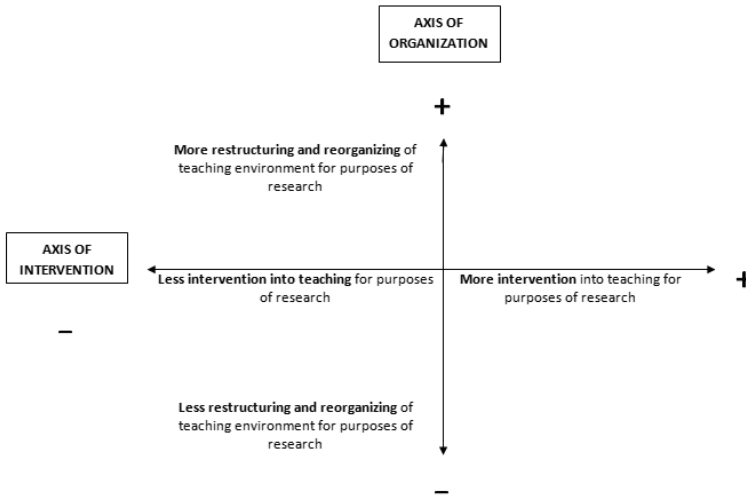 AXIS OF
ORGANIZATION
+
More restructuring and reorganizing of
teaching environment for purposes of
research
AXIS OF
INTERVENTION
Less intervention into teaching for purposes
of research
More intervention into teaching for
purposes of research
+
–
Less restructuring and reorganizing of
teaching environment for purposes of
research
–